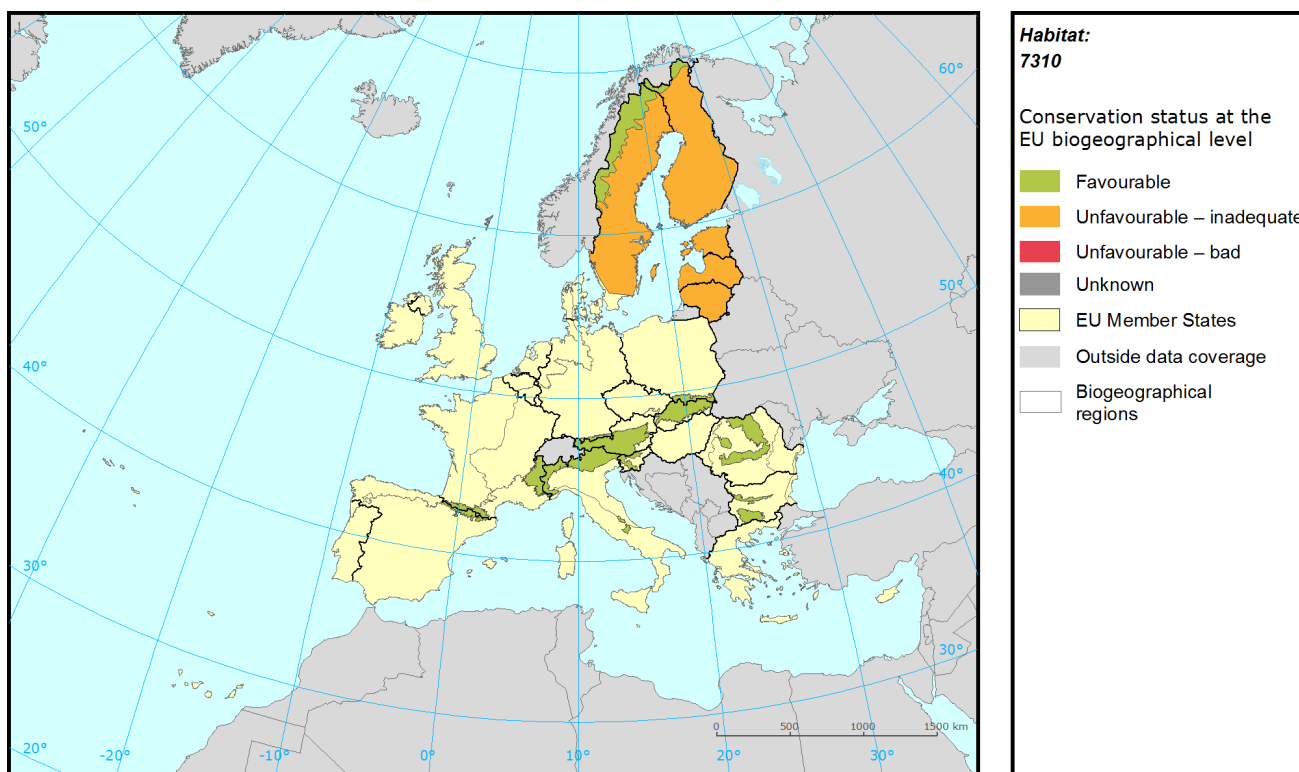 Habitat:
7310
Conservation status at the
EU biogeographical level
Favourable
Unfavourable – inadequate
Unfavourable – bad
Unknown
EU Member States
Outside data coverage
Biogeographical
regions
60°
50°
50°
40°
40°
30°
30°
0 500 1000 1500 km
20° -20° -10° 0° 10° 20° 30°